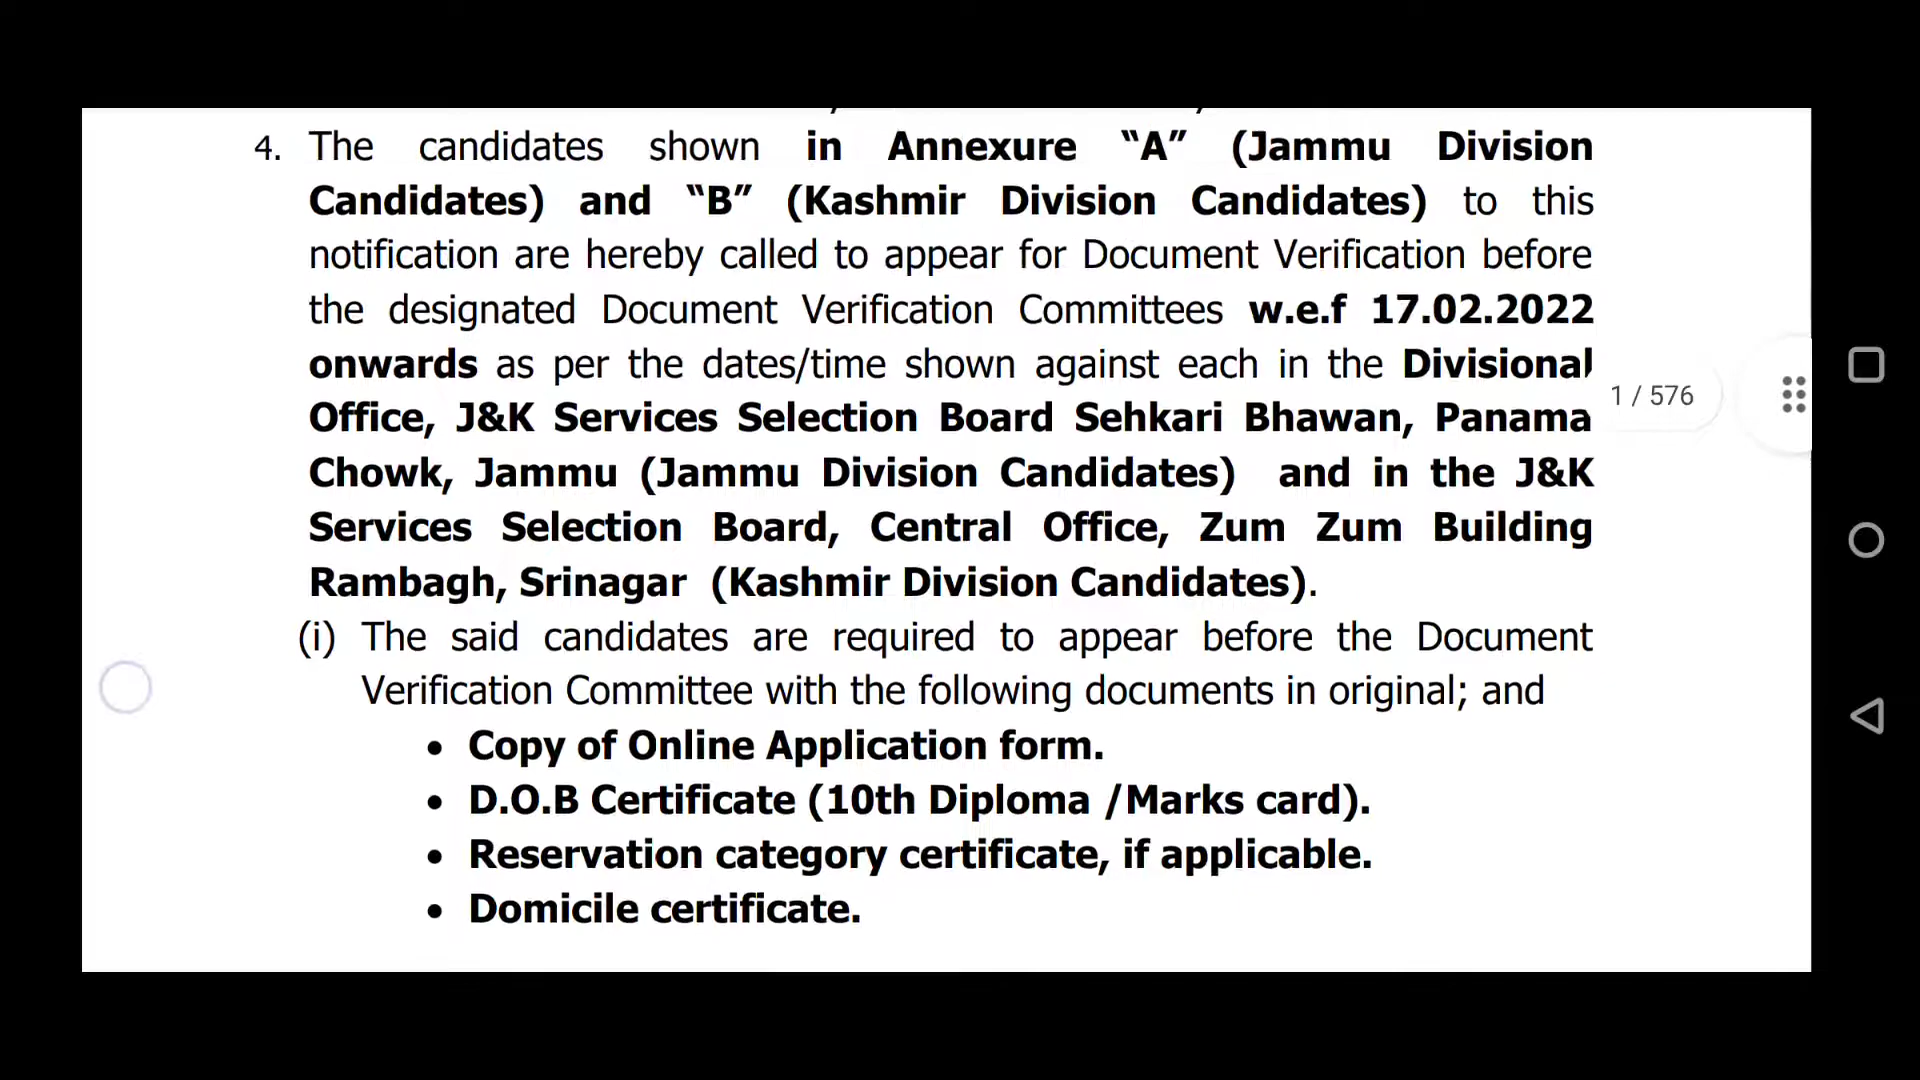 4. The candidates shown in Annexure “A” (Jammu Division
Candidates) and “B” (Kashmir Division Candidates) to this
notification are hereby called to appear for Document Verification before
the designated Document Verification Committees w.e.f 17.02.2022
onwards as per the dates/time shown against each in the Divisional
Office, J&K Services Selection Board Sehkari Bhawan, Panama
Chowk, Jammu (Jammu Division Candidates) and in the J&K
Services Selection Board, Central Office, Zum Zum Building
Rambagh, Srinagar (Kashmir Division Candidates).
(i) The said candidates are required to appear before the Document
Verification Committee with the following documents in original; and
• Copy of Online Application form.
• D.O.B Certificate (10th Diploma /Marks card).
• Reservation category certificate, if applicable.
• Domicile certificate.
1 / 576